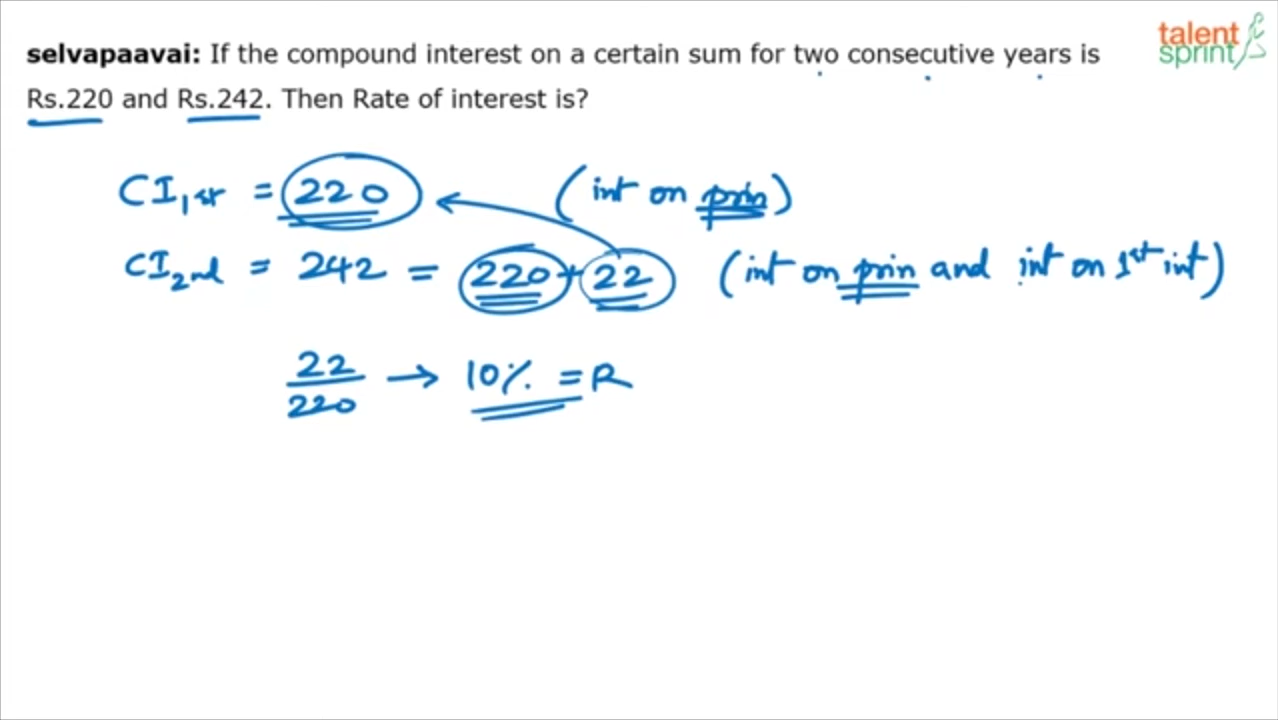 talent
sprint
selvapaavai: If the compound interest on a certain sum for two consecutive years is
Rs.220 and Rs.242. Then Rate of interest is?
CI1st = 220 (int on prin)
CI2nd = 242 = 220+22 (int on prin and int on 1st int)
22/220 → 10% = R